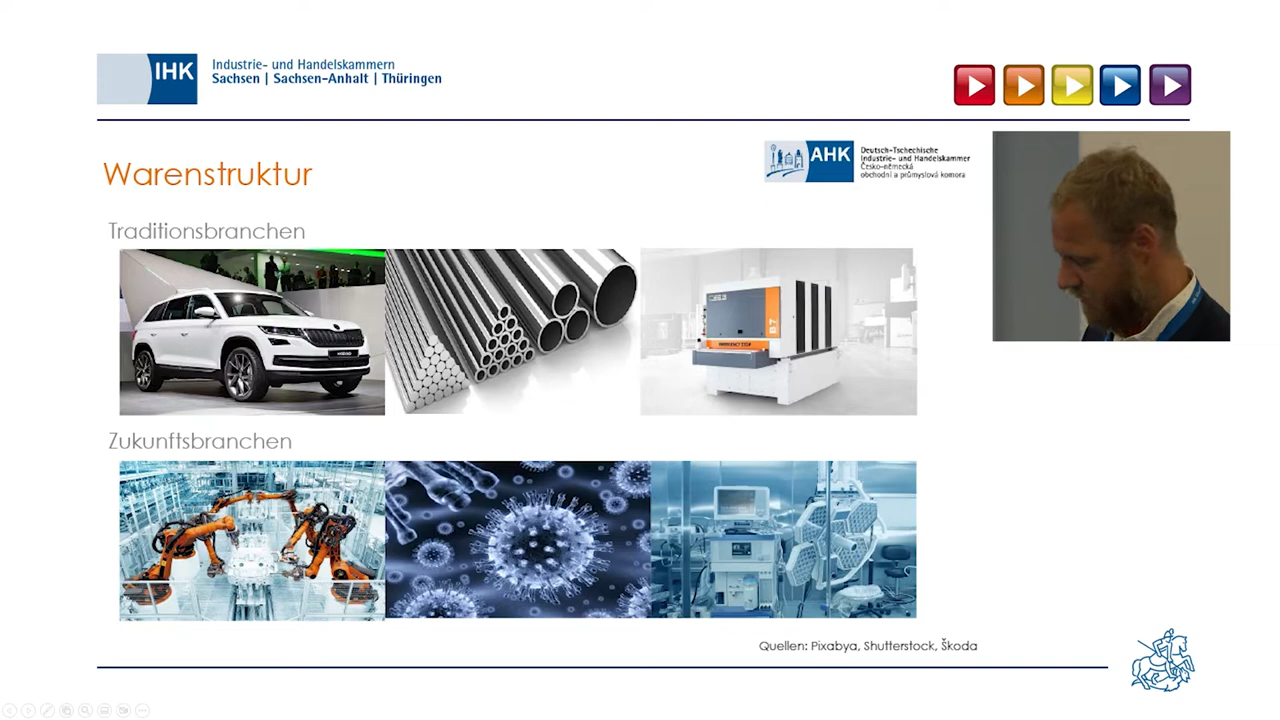 IHK
Industrie- und Handelskammern
Sachsen | Sachsen-Anhalt | Thüringen
AHK
Deutsch-Tschechische
Industrie- und Handelskammer
Česko-německá
obchodní a průmyslová komora
Warenstruktur
Traditionsbranchen
B7
Zukunftsbranchen
Quellen: Pixabya, Shutterstock, Škoda